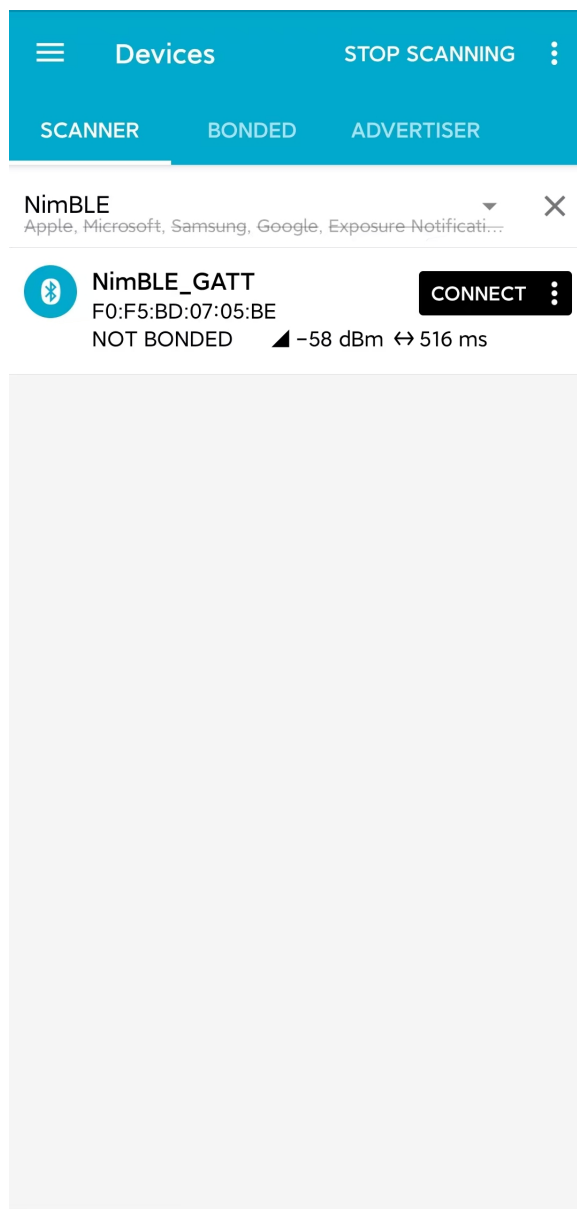 Devices STOP SCANNING
SCANNER BONDED ADVERTISER
NimBLE
Apple, Microsoft, Samsung, Google, Exposure Notificati...
NimBLE_GATT
CONNECT
F0:F5:BD:07:05:BE
NOT BONDED -58 dBm ↔ 516 ms